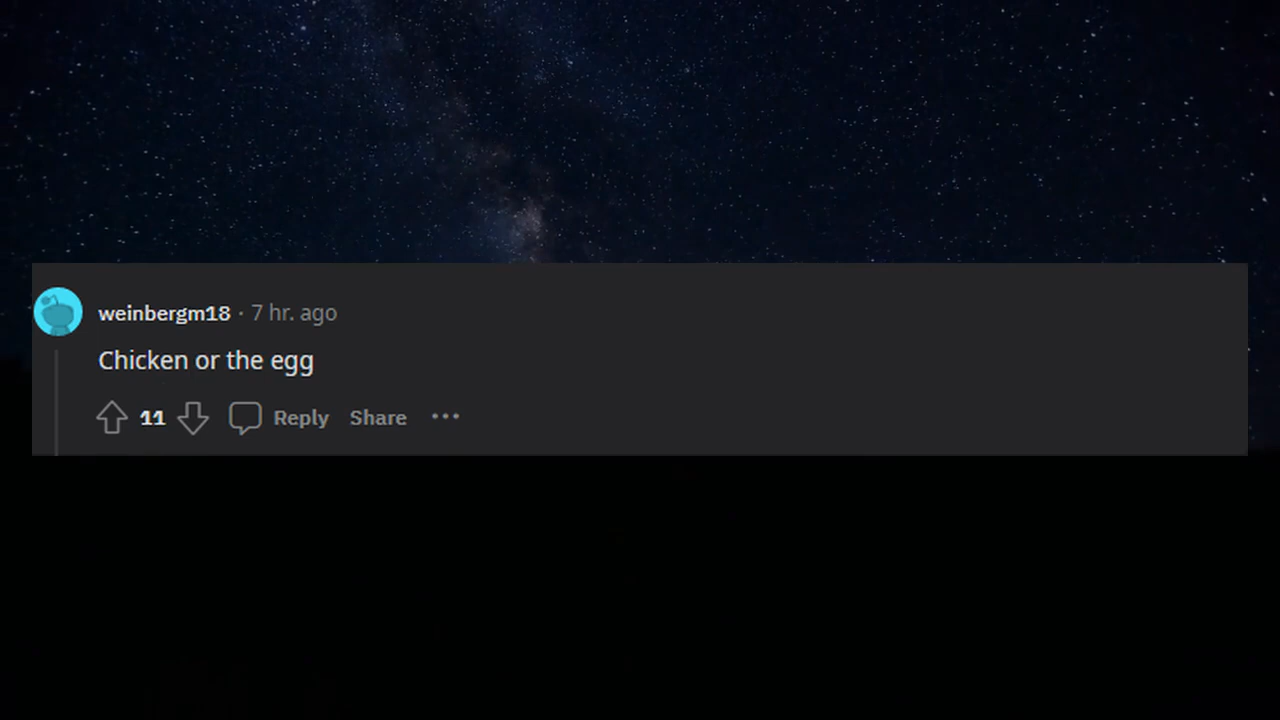 weinbergm18 · 7 hr. ago
Chicken or the egg
11 Reply Share ···